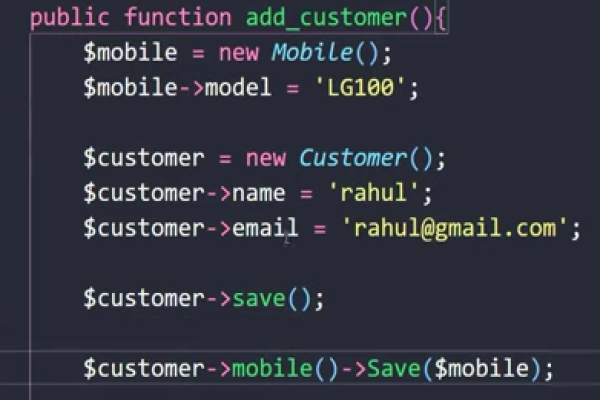 public function add_customer(){
$mobile = new Mobile();
$mobile->model = 'LG100';
$customer = new Customer();
$customer->name = 'rahul';
$customer->email = 'rahul@gmail.com';
$customer->save();
$customer->mobile()->Save($mobile);